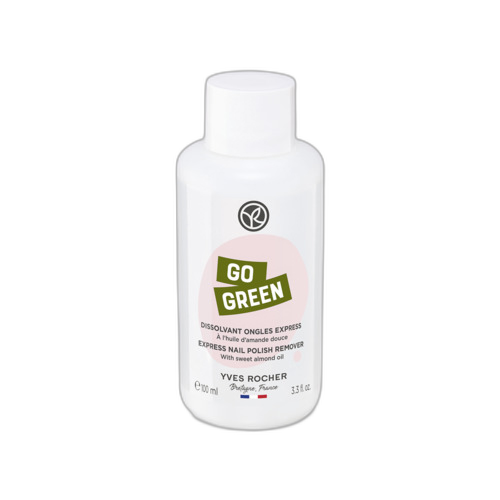 GO
GREEN
DISSOLVANT ONGLES EXPRESS
À l'huile d'amande douce
EXPRESS NAIL POLISH REMOVER
With sweet almond oil
YVES ROCHER
Bretagne, France
℮100 ml 3.3 fl. oz.